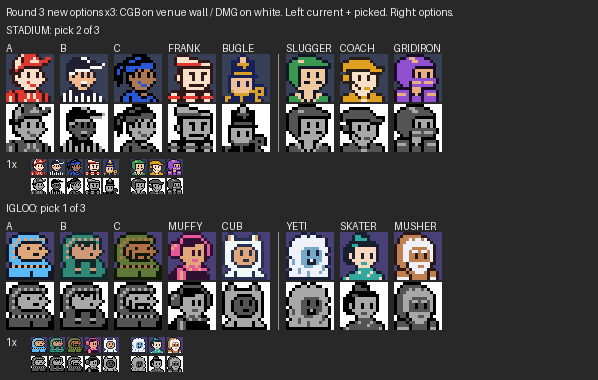 Round 3 new options x3: CGB on venue wall / DMG on white. Left: current + picked. Right: options.
STADIUM: pick 2 of 3
A B C FRANK BUGLE SLUGGER COACH GRIDIRON
1x
IGLOO: pick 1 of 3
A B C MUFFY CUB YETI SKATER MUSHER
1x